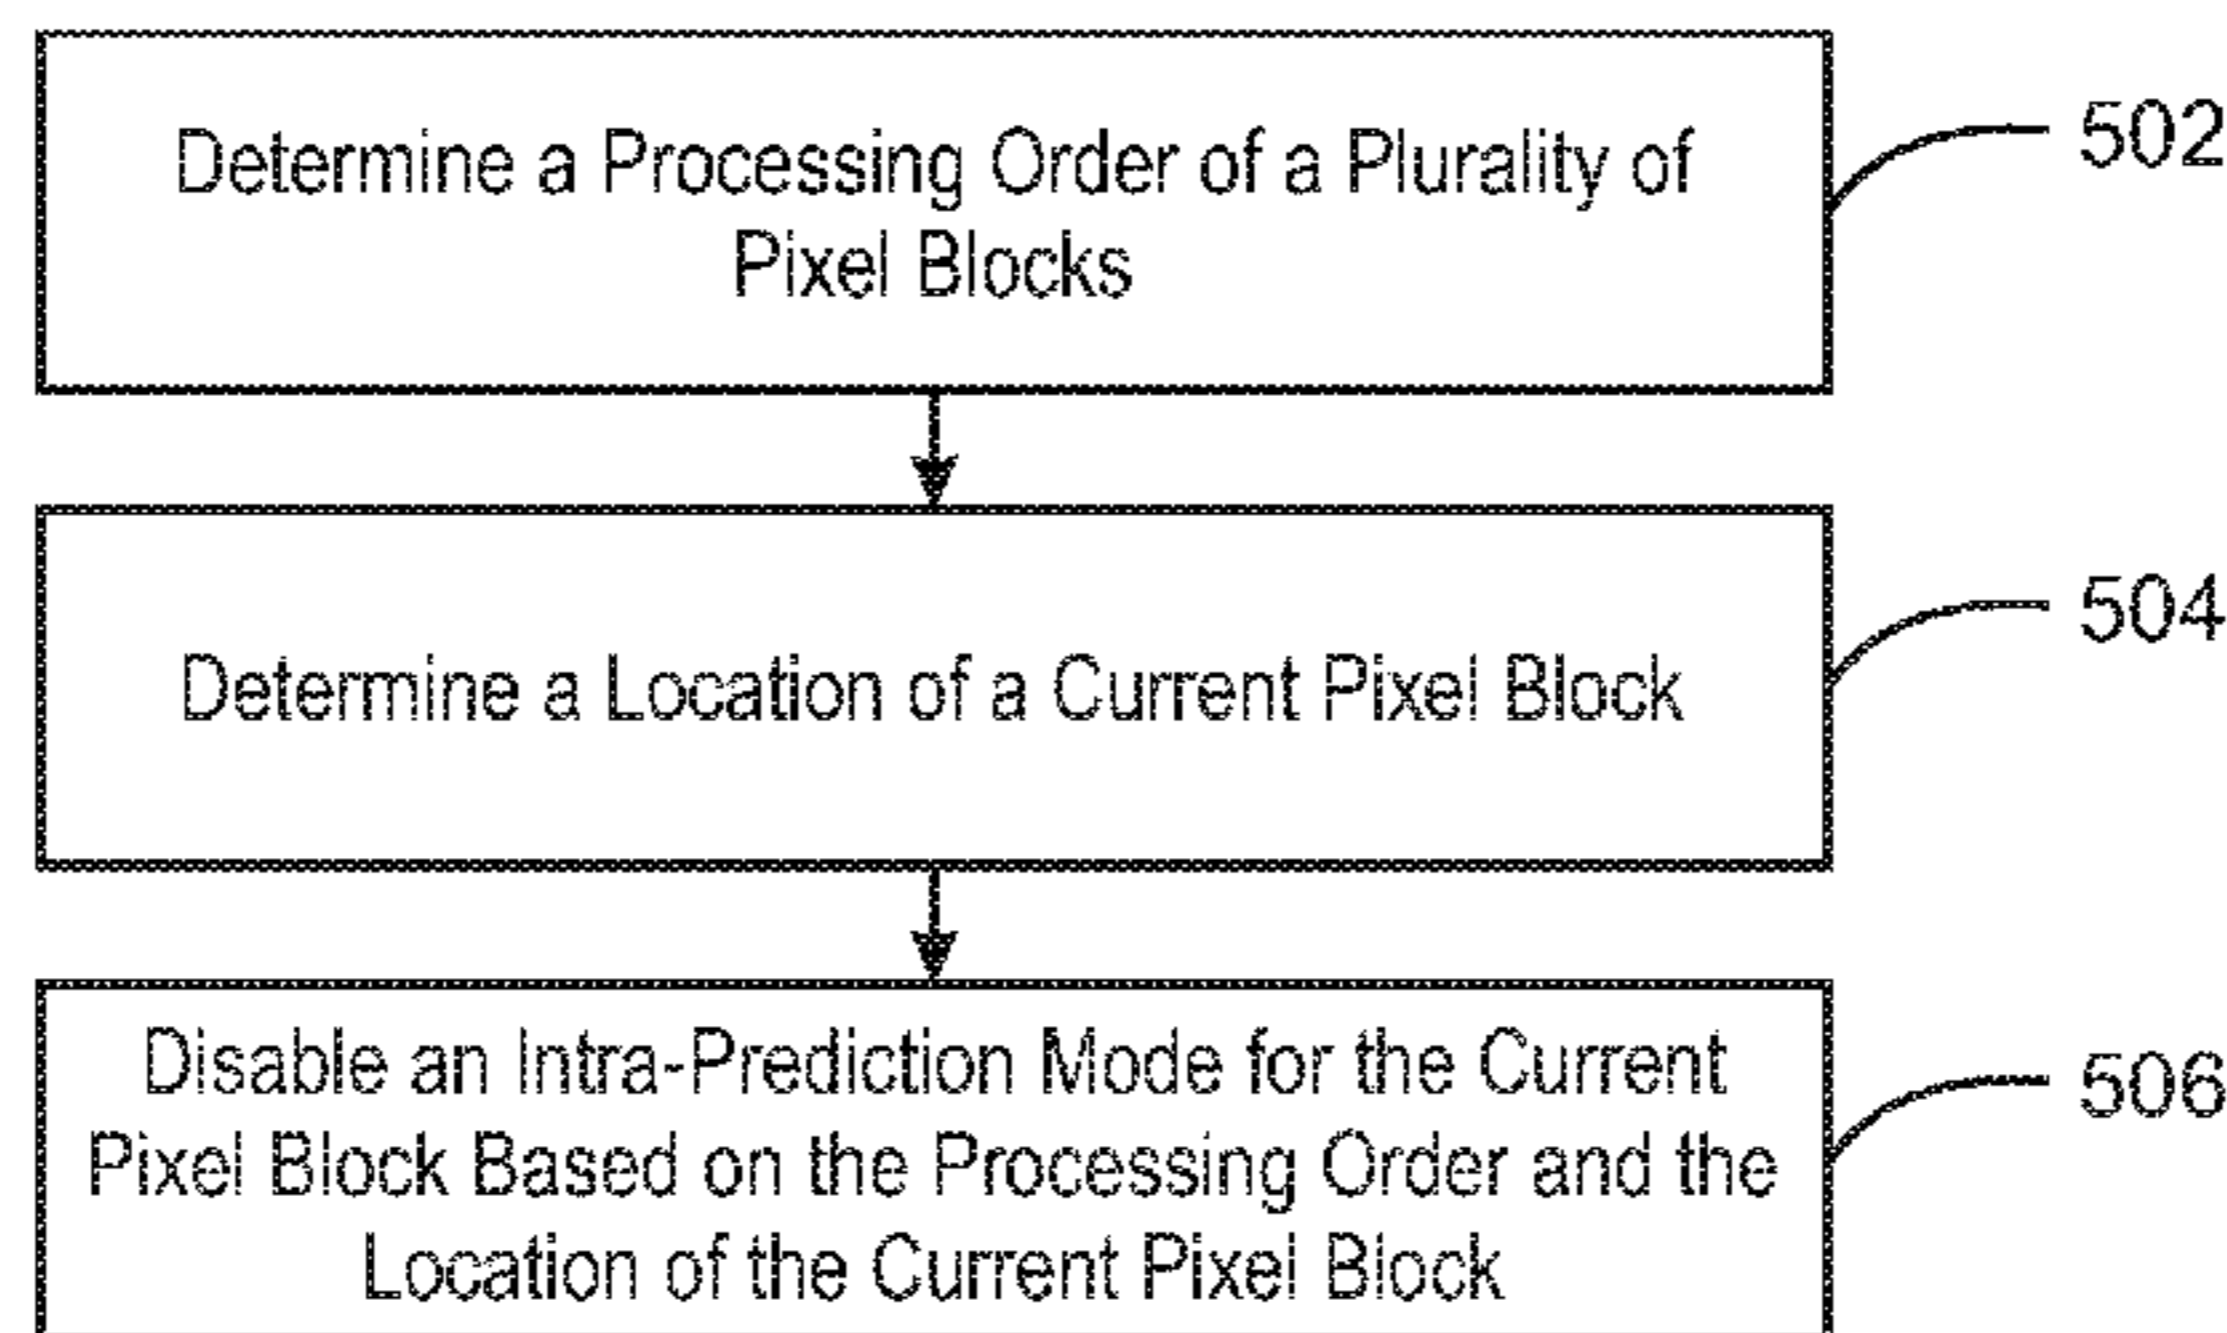 Determine a Processing Order of a Plurality of
Pixel Blocks
502
Determine a Location of a Current Pixel Block
504
Disable an Intra-Prediction Mode for the Current
Pixel Block Based on the Processing Order and the
Location of the Current Pixel Block
506